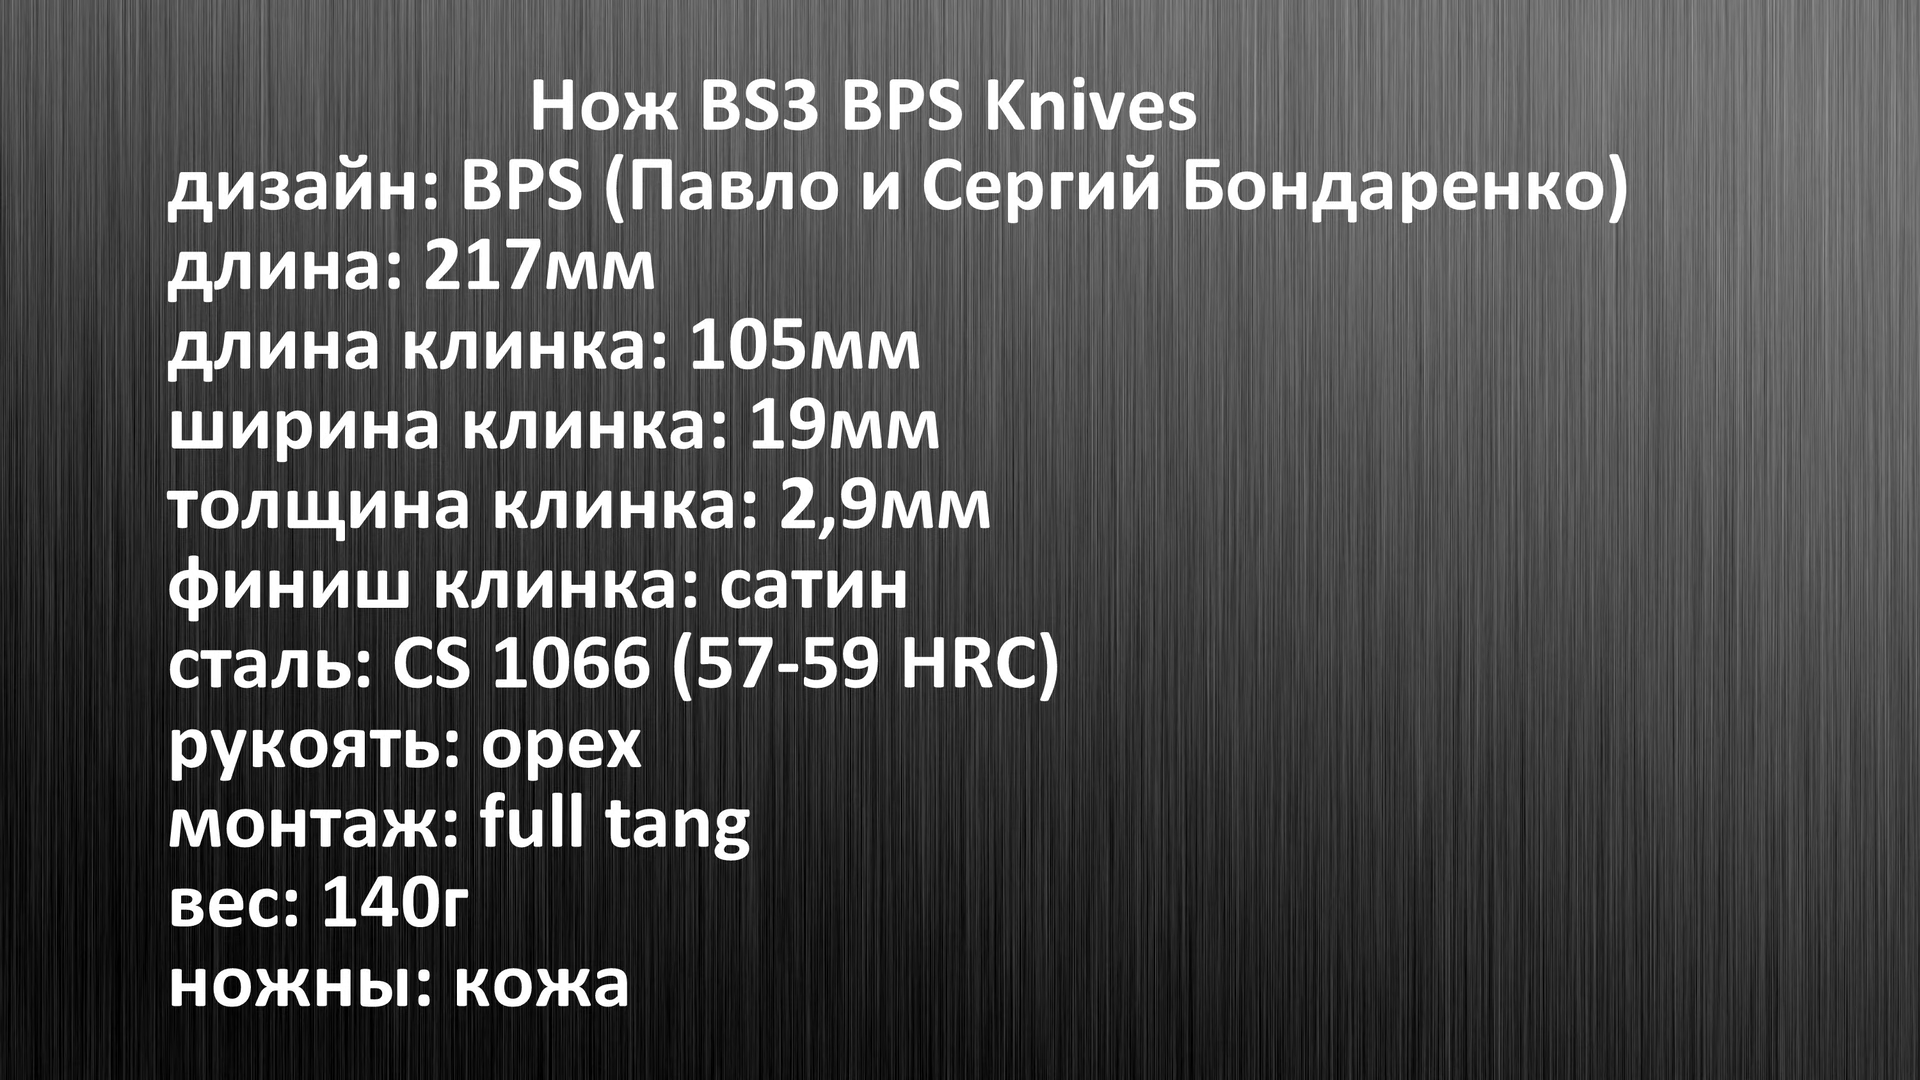 Нож BS3 BPS Knives
дизайн: BPS (Павло и Сергий Бондаренко)
длина: 217мм
длина клинка: 105мм
ширина клинка: 19мм
толщина клинка: 2,9мм
финиш клинка: сатин
сталь: CS 1066 (57-59 HRC)
рукоять: орех
монтаж: full tang
вес: 140г
ножны: кожа